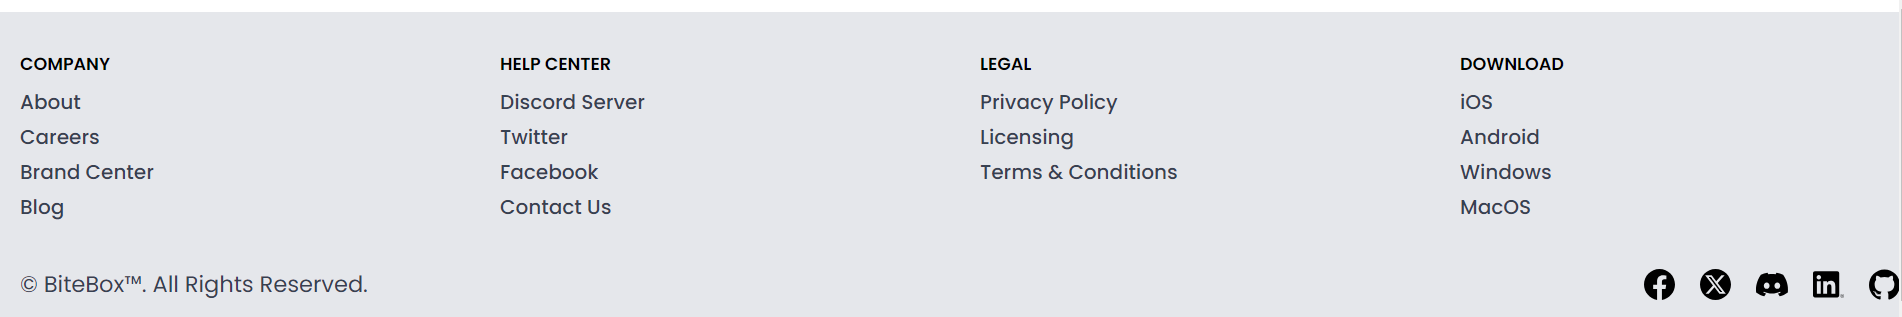 COMPANY
About
Careers
Brand Center
Blog
HELP CENTER
Discord Server
Twitter
Facebook
Contact Us
LEGAL
Privacy Policy
Licensing
Terms & Conditions
DOWNLOAD
iOS
Android
Windows
MacOS
© BiteBox™. All Rights Reserved.